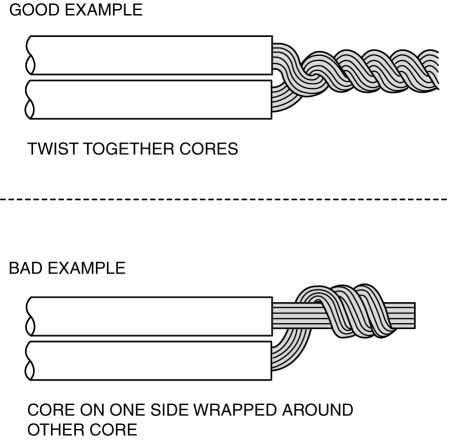 GOOD EXAMPLE
TWIST TOGETHER CORES
BAD EXAMPLE
CORE ON ONE SIDE WRAPPED AROUND
OTHER CORE